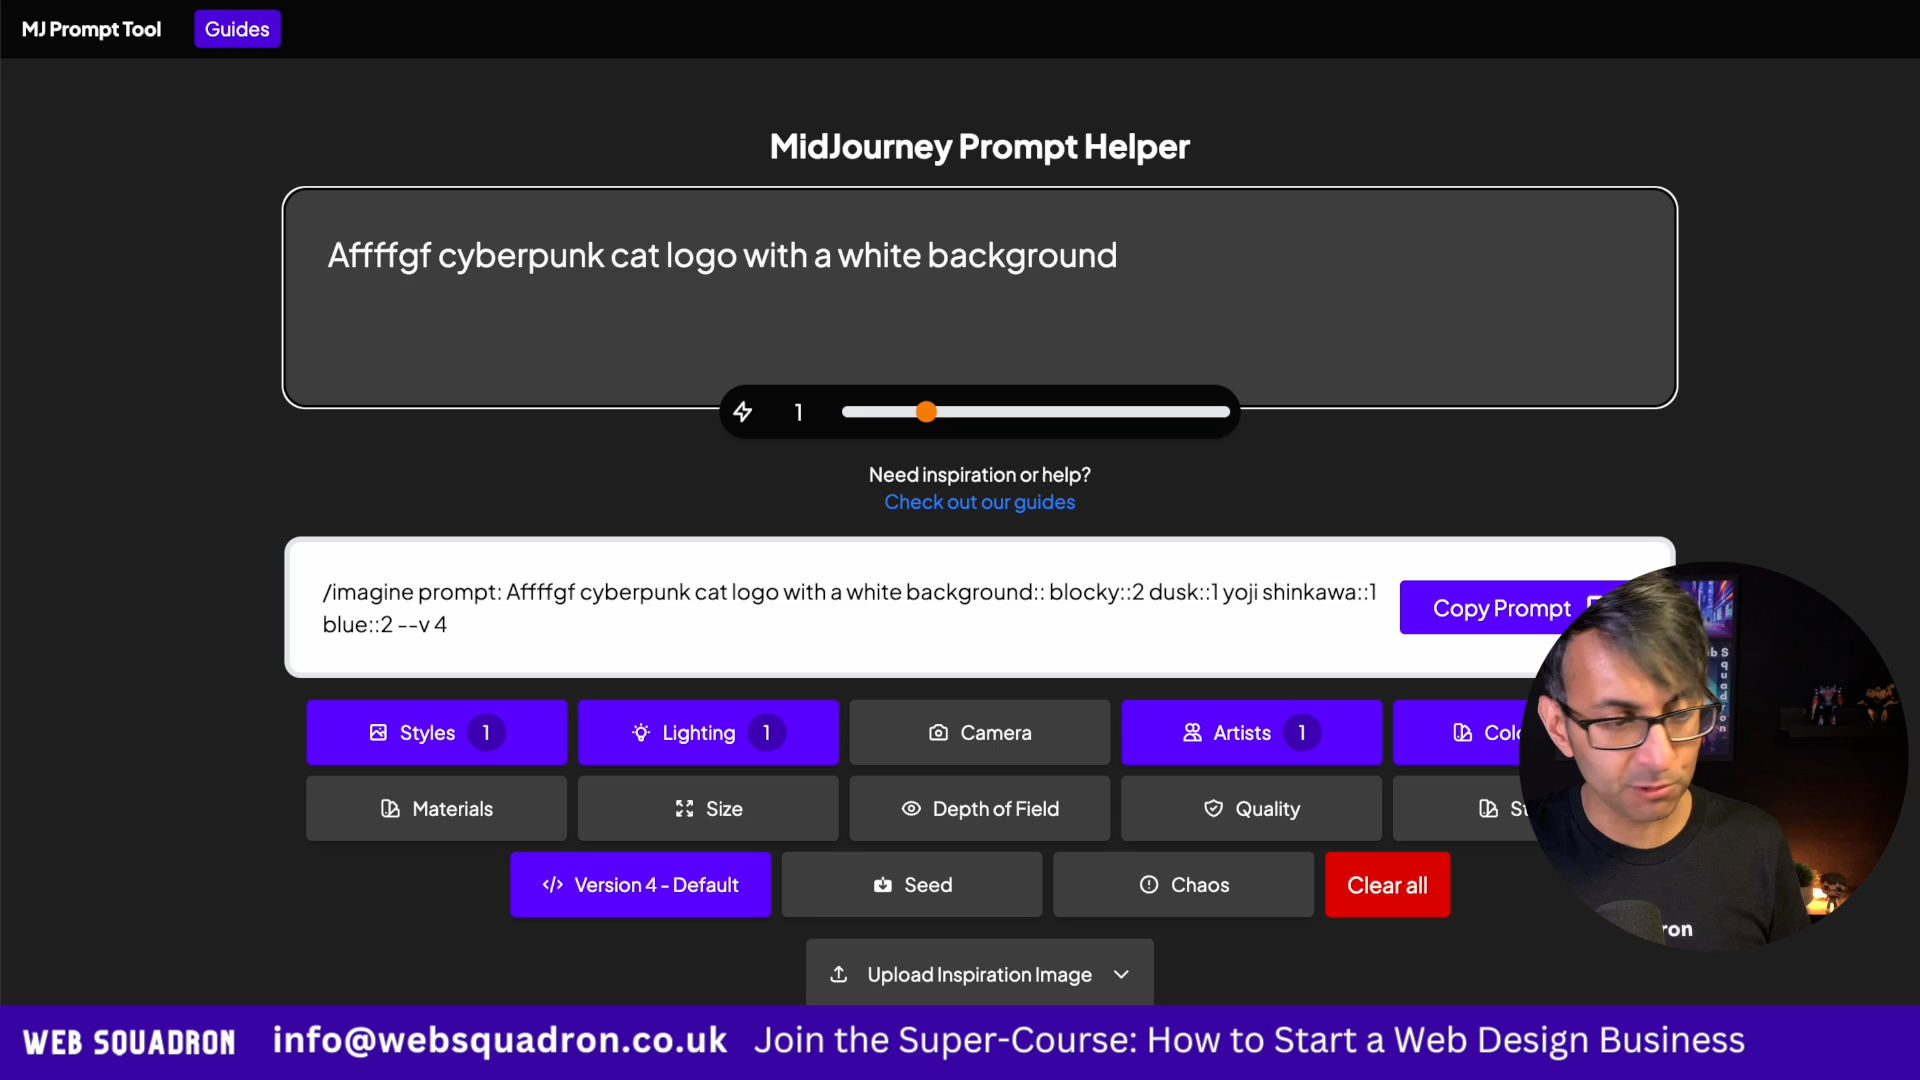 MJ Prompt Tool
Guides
MidJourney Prompt Helper
Affffgf cyberpunk cat logo with a white background
1
Need inspiration or help?
Check out our guides
/imagine prompt: Affffgf cyberpunk cat logo with a white background:: blocky::2 dusk::1 yoji shinkawa::1
blue::2 --v 4
Copy Prompt
Styles 1
Lighting 1
Camera
Artists 1
Materials
Size
Depth of Field
Quality
Version 4 - Default
Seed
Chaos
Clear all
Upload Inspiration Image
WEB SQUADRON
info@websquadron.co.uk
Join the Super-Course: How to Start a Web Design Business